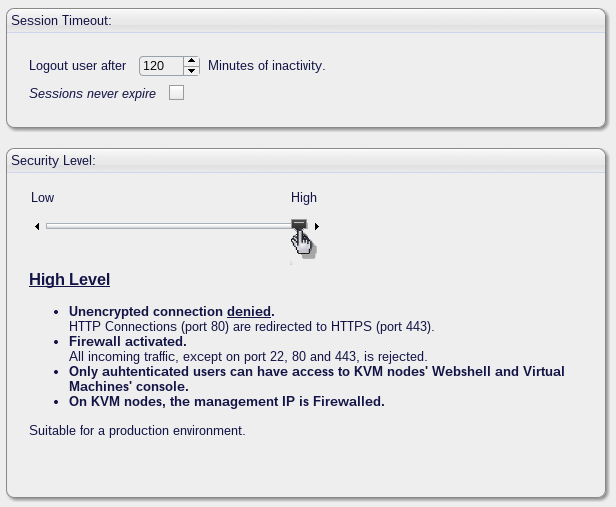 Session Timeout:
Logout user after 120 Minutes of inactivity.
Sessions never expire
Security Level:
Low High
High Level
• Unencrypted connection denied.
HTTP Connections (port 80) are redirected to HTTPS (port 443).
• Firewall activated.
All incoming traffic, except on port 22, 80 and 443, is rejected.
• Only auhtenticated users can have access to KVM nodes' Webshell and Virtual
Machines' console.
• On KVM nodes, the management IP is Firewalled.
Suitable for a production environment.